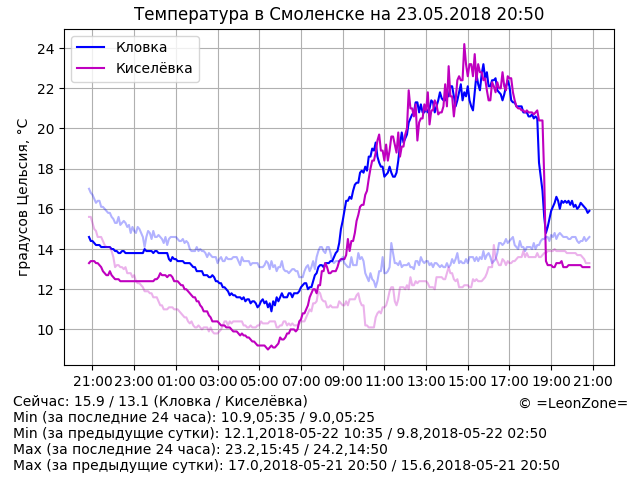 Температура в Смоленске на 23.05.2018 20:50
Кловка
Киселёвка
градусов Цельсия, °C
24
22
20
18
16
14
12
10
21:00 23:00 01:00 03:00 05:00 07:00 09:00 11:00 13:00 15:00 17:00 19:00 21:00
Сейчас: 15.9 / 13.1 (Кловка / Киселёвка)
© =LeonZone=
Min (за последние 24 часа): 10.9,05:35 / 9.0,05:25
Min (за предыдущие сутки): 12.1,2018-05-22 10:35 / 9.8,2018-05-22 02:50
Max (за последние 24 часа): 23.2,15:45 / 24.2,14:50
Max (за предыдущие сутки): 17.0,2018-05-21 20:50 / 15.6,2018-05-21 20:50